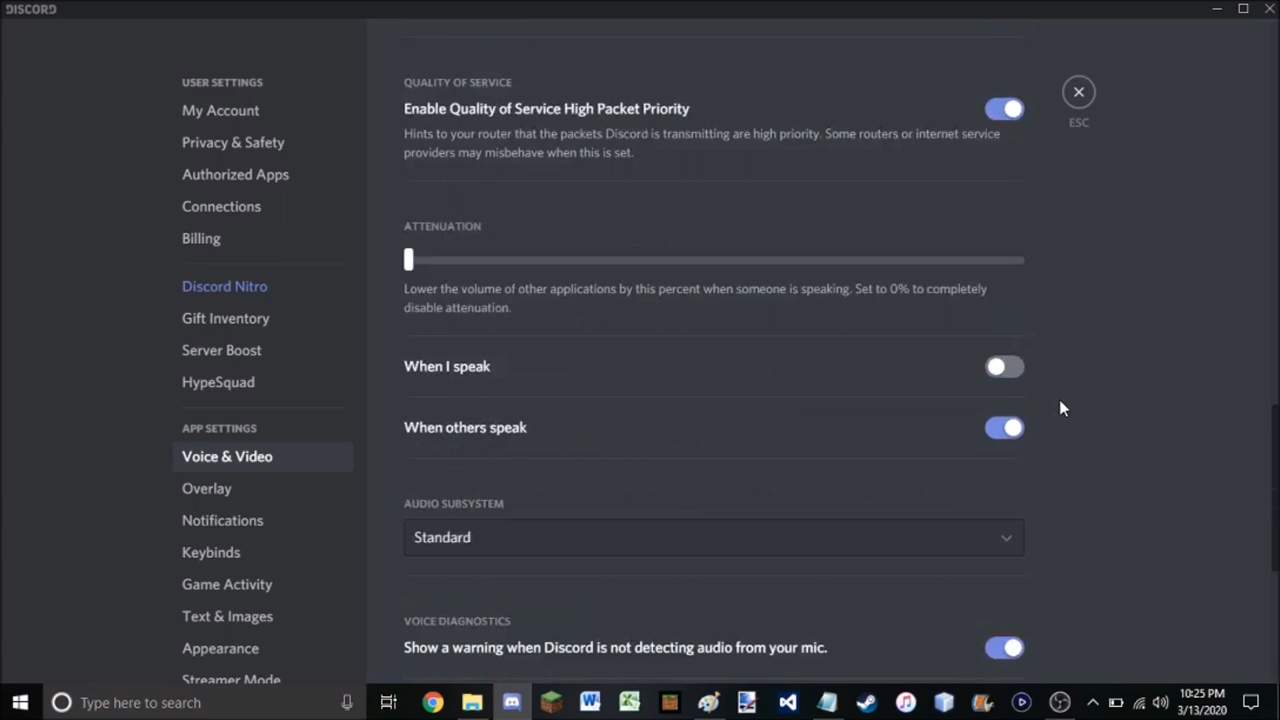 DISCORD
USER SETTINGS
My Account
Privacy & Safety
Authorized Apps
Connections
Billing
Discord Nitro
Gift Inventory
Server Boost
HypeSquad
APP SETTINGS
Voice & Video
Overlay
Notifications
Keybinds
Game Activity
Text & Images
Appearance
Streamer Mode
QUALITY OF SERVICE
Enable Quality of Service High Packet Priority
Hints to your router that the packets Discord is transmitting are high priority. Some routers or internet service
providers may misbehave when this is set.
ATTENUATION
Lower the volume of other applications by this percent when someone is speaking. Set to 0% to completely
disable attenuation.
When I speak
When others speak
AUDIO SUBSYSTEM
Standard
VOICE DIAGNOSTICS
Show a warning when Discord is not detecting audio from your mic.
ESC
Type here to search
10:25 PM
3/13/2020